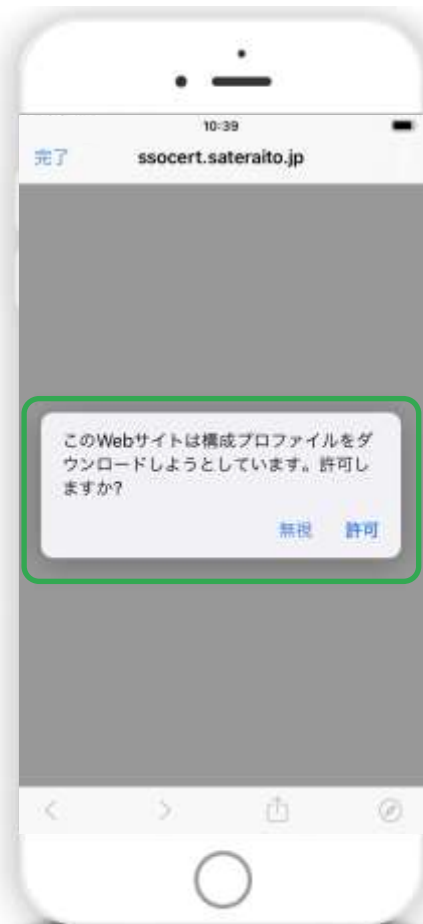 10:39
完了 ssocert.sateraito.jp
このWebサイトは構成プロファイルをダ
ウンロードしようとしています。許可し
ますか?
無視 許可